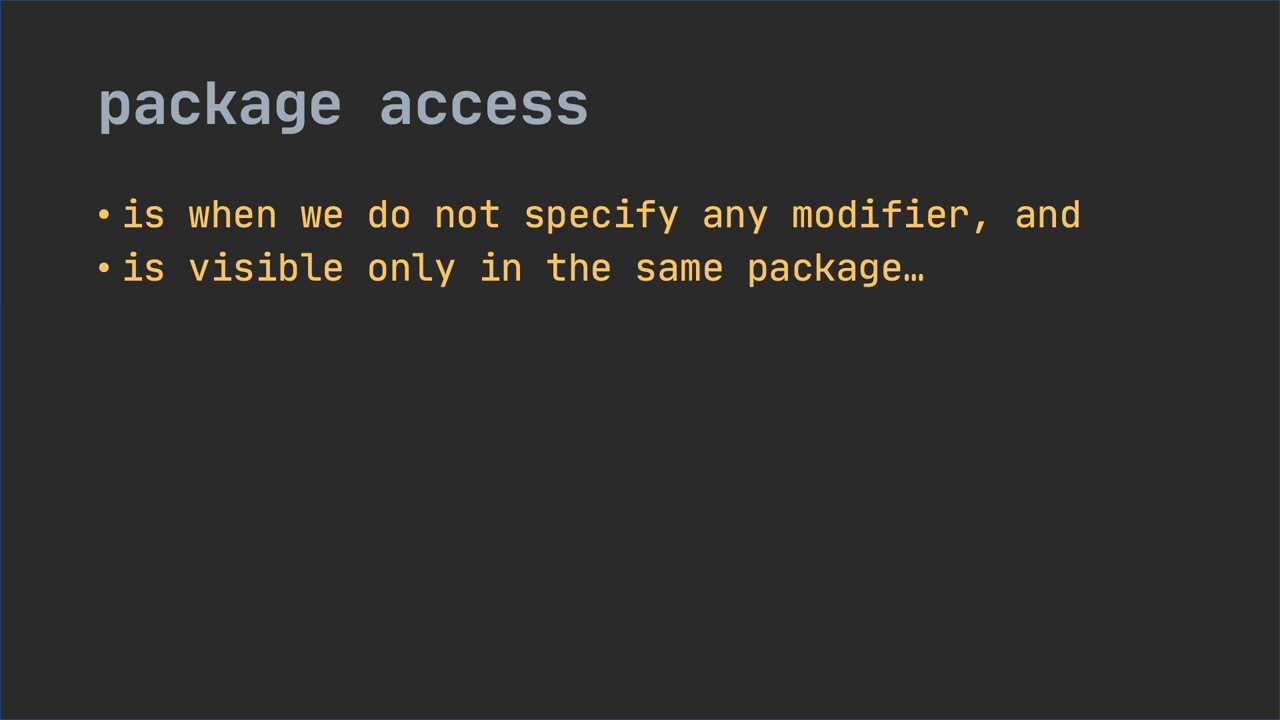 package access
• is when we do not specify any modifier, and
• is visible only in the same package…